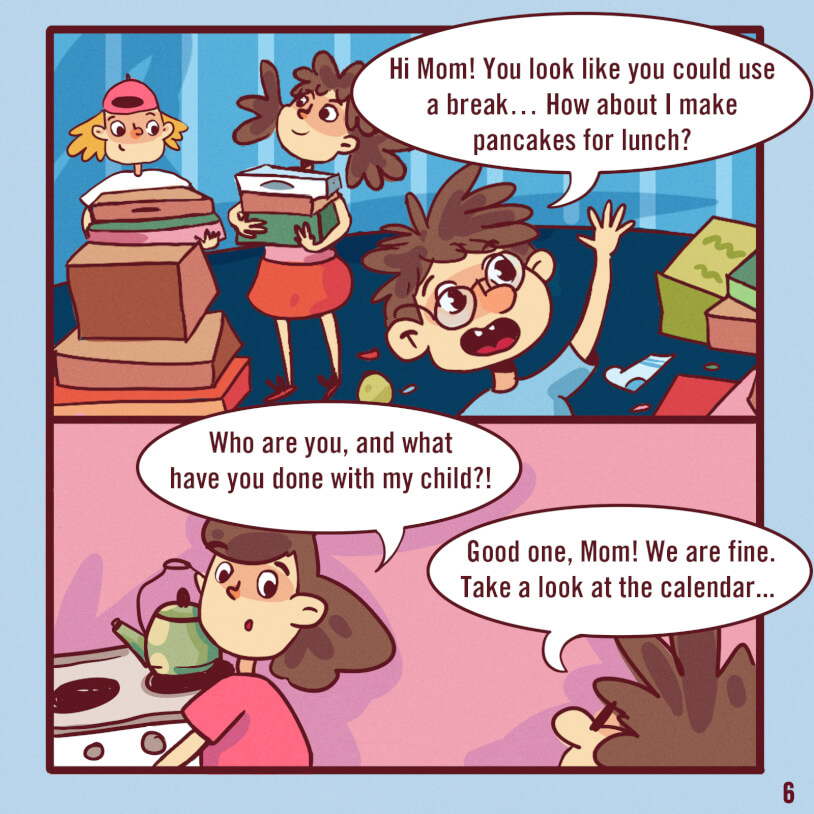 Hi Mom! You look like you could use
a break... How about I make
pancakes for lunch?
Who are you, and what
have you done with my child?!
Good one, Mom! We are fine.
Take a look at the calendar...
6